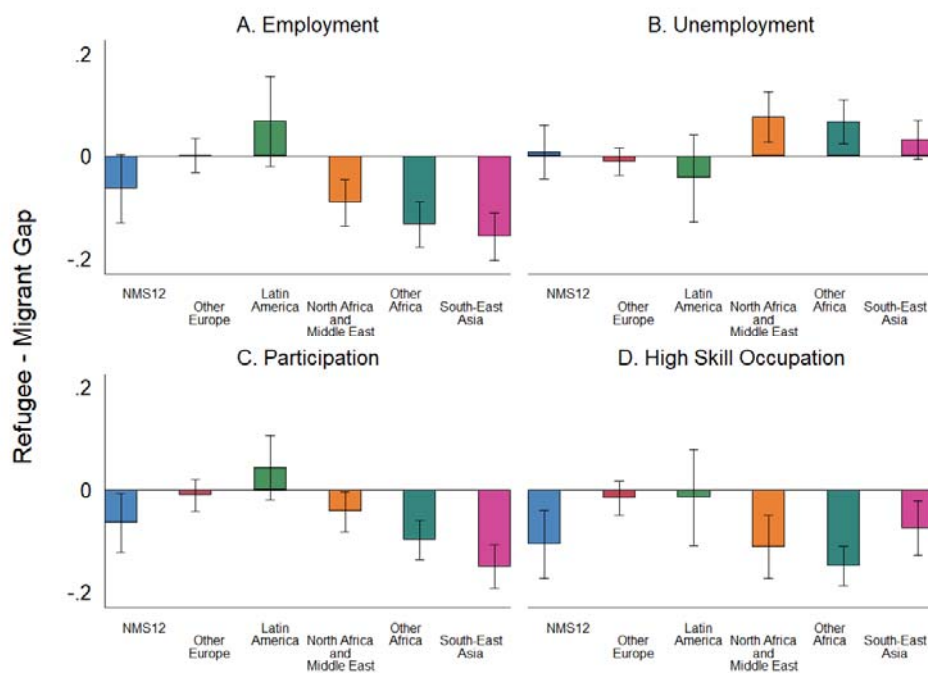 A. Employment
B. Unemployment
.2
0
-.2
NMS12
Other
Europe
Latin
America
North Africa
and
Middle East
Other
Africa
South-East
Asia
NMS12
Other
Europe
Latin
America
North Africa
and
Middle East
Other
Africa
South-East
Asia
Refugee - Migrant Gap
C. Participation
D. High Skill Occupation
.2
0
-.2
NMS12
Other
Europe
Latin
America
North Africa
and
Middle East
Other
Africa
South-East
Asia
NMS12
Other
Europe
Latin
America
North Africa
and
Middle East
Other
Africa
South-East
Asia